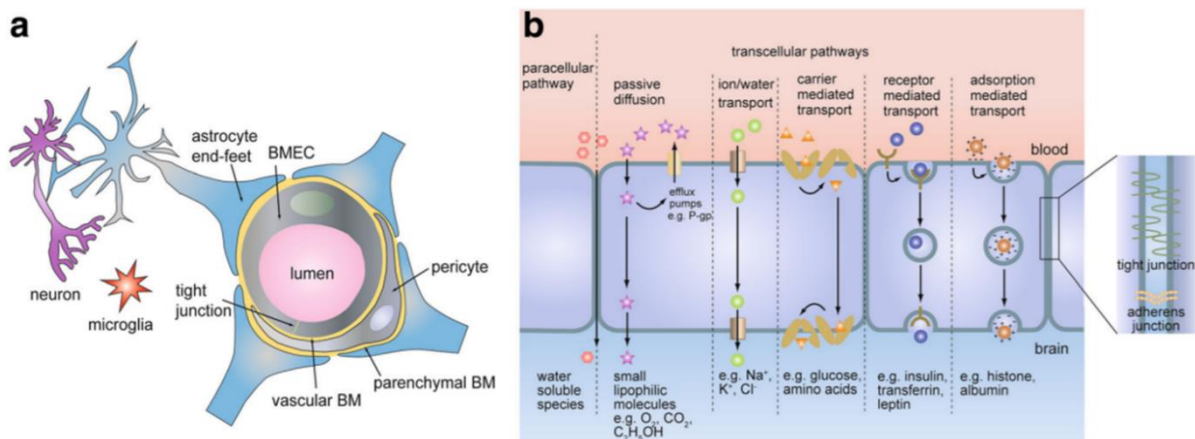 a
astrocyte
end-feet
BMEC
lumen
pericyte
tight
junction
neuron
microglia
parenchymal BM
vascular BM
b
transcellular pathways
paracellular
pathway
passive
diffusion
ion/water
transport
carrier
mediated
transport
receptor
mediated
transport
adsorption
mediated
transport
blood
efflux
pumps
e.g. P-gp
tight junction
adherens
junction
brain
water
soluble
species
small
lipophilic
molecules
e.g. O2, CO2,
C2H5OH
e.g. Na+,
K+, Cl-
e.g. glucose,
amino acids
e.g. insulin,
transferrin,
leptin
e.g. histone,
albumin